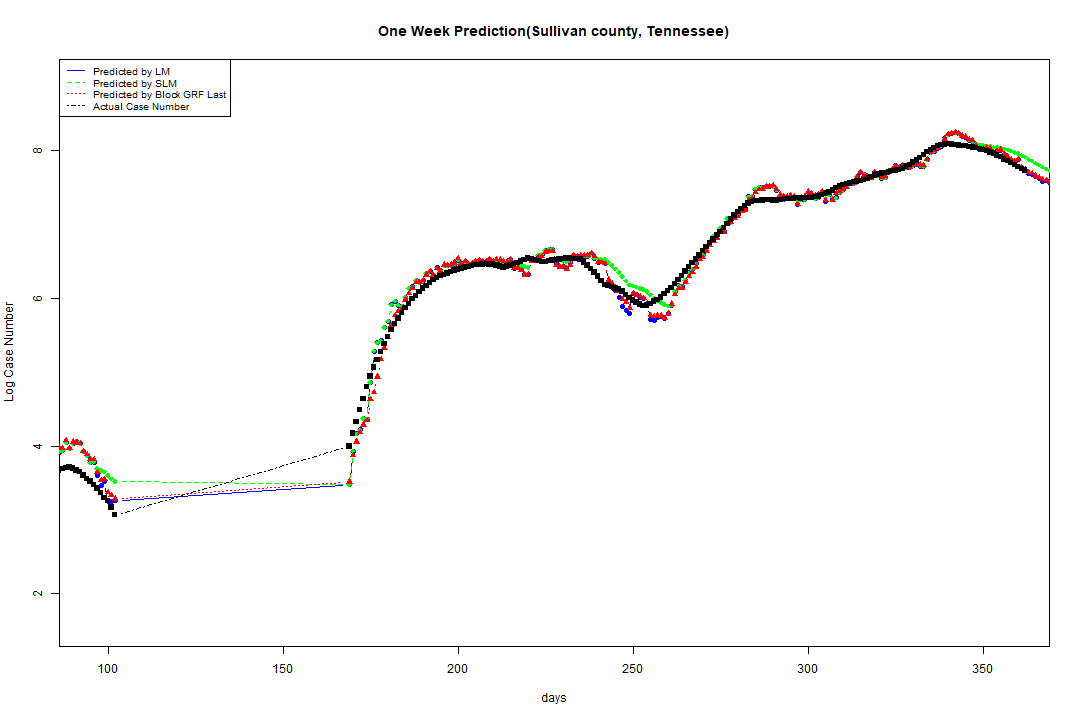 One Week Prediction(Sullivan county, Tennessee)
Predicted by LM
Predicted by SLM
Predicted by Block GRF Last
Actual Case Number
8
6
4
2
Log Case Number
100 150 200 250 300 350
days